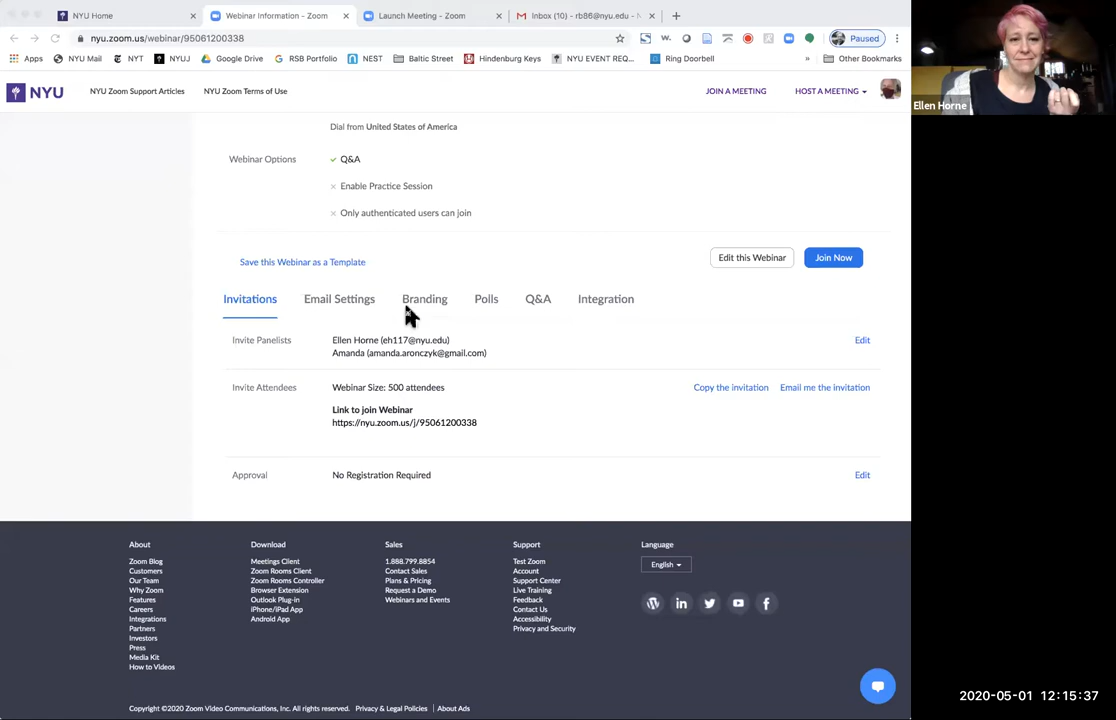 NYU Home
Webinar Information - Zoom
Launch Meeting - Zoom
Inbox (10) - rb86@nyu.edu -
nyu.zoom.us/webinar/95061200338
Paused
Apps
NYU Mail
NYT
NYUJ
Google Drive
RSB Portfolio
NEST
Baltic Street
Hindenburg Keys
NYU EVENT REQ...
Ring Doorbell
»
Other Bookmarks
NYU
NYU Zoom Support Articles
NYU Zoom Terms of Use
JOIN A MEETING
HOST A MEETING
Ellen Horne
Dial from United States of America
Webinar Options
Q&A
Enable Practice Session
Only authenticated users can join
Save this Webinar as a Template
Edit this Webinar
Join Now
Invitations
Email Settings
Branding
Polls
Q&A
Integration
Invite Panelists
Ellen Horne (eh117@nyu.edu)
Amanda (amanda.aronczyk@gmail.com)
Edit
Invite Attendees
Webinar Size: 500 attendees
Copy the invitation
Email me the invitation
Link to join Webinar
https://nyu.zoom.us/j/95061200338
Approval
No Registration Required
Edit
About
Zoom Blog
Customers
Our Team
Why Zoom
Features
Careers
Integrations
Partners
Investors
Press
Media Kit
How to Videos
Download
Meetings Client
Zoom Rooms Client
Zoom Rooms Controller
Browser Extension
Outlook Plug-in
iPhone/iPad App
Android App
Sales
1.888.799.8854
Contact Sales
Plans & Pricing
Request a Demo
Webinars and Events
Support
Test Zoom
Account
Support Center
Live Training
Feedback
Contact Us
Accessibility
Privacy and Security
Language
English
Copyright ©2020 Zoom Video Communications, Inc. All rights reserved.
Privacy & Legal Policies
About Ads
2020-05-01 12:15:37